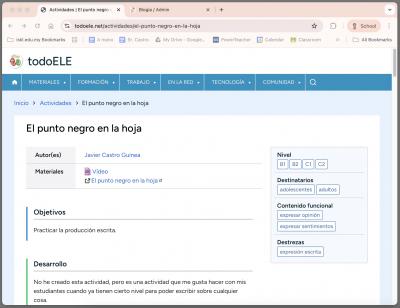 Actividades | El punto negro en
Blogia / Admin
todoele.net/actividades/el-punto-negro-en-la-hoja
School
iskl.edu.my Bookmarks
A menu
Sr. Castro
My Drive - Google...
PowerTeacher
Calendar
Classroom
All Bookmarks
todoELE
MATERIALES
FORMACIÓN
TRABAJO
EN LA RED
TECNOLOGÍA
COMUNIDAD
Inicio > Actividades > El punto negro en la hoja
El punto negro en la hoja
Autor(es) Javier Castro Guinea
Materiales Vídeo
El punto negro en la hoja
Nivel
B1 B2 C1 C2
Destinatarios
adolescentes adultos
Contenido funcional
expresar opinión
expresar sentimientos
Destrezas
expresión escrita
Objetivos
Practicar la producción escrita.
Desarrollo
No he creado esta actividad, pero es una actividad que me gusta hacer con mis
estudiantes cuando ya tienen cierto nivel para poder escribir sobre cualquier
cosa.